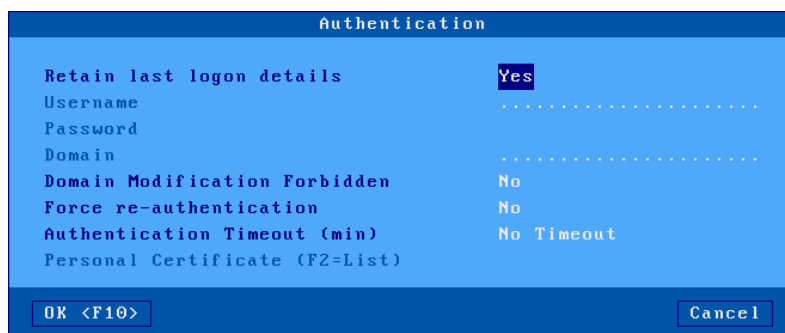 Authentication
Retain last logon details Yes
Username ......................
Password
Domain ......................
Domain Modification Forbidden No
Force re-authentication No
Authentication Timeout (min) No Timeout
Personal Certificate (F2=List)
OK <F10> Cancel